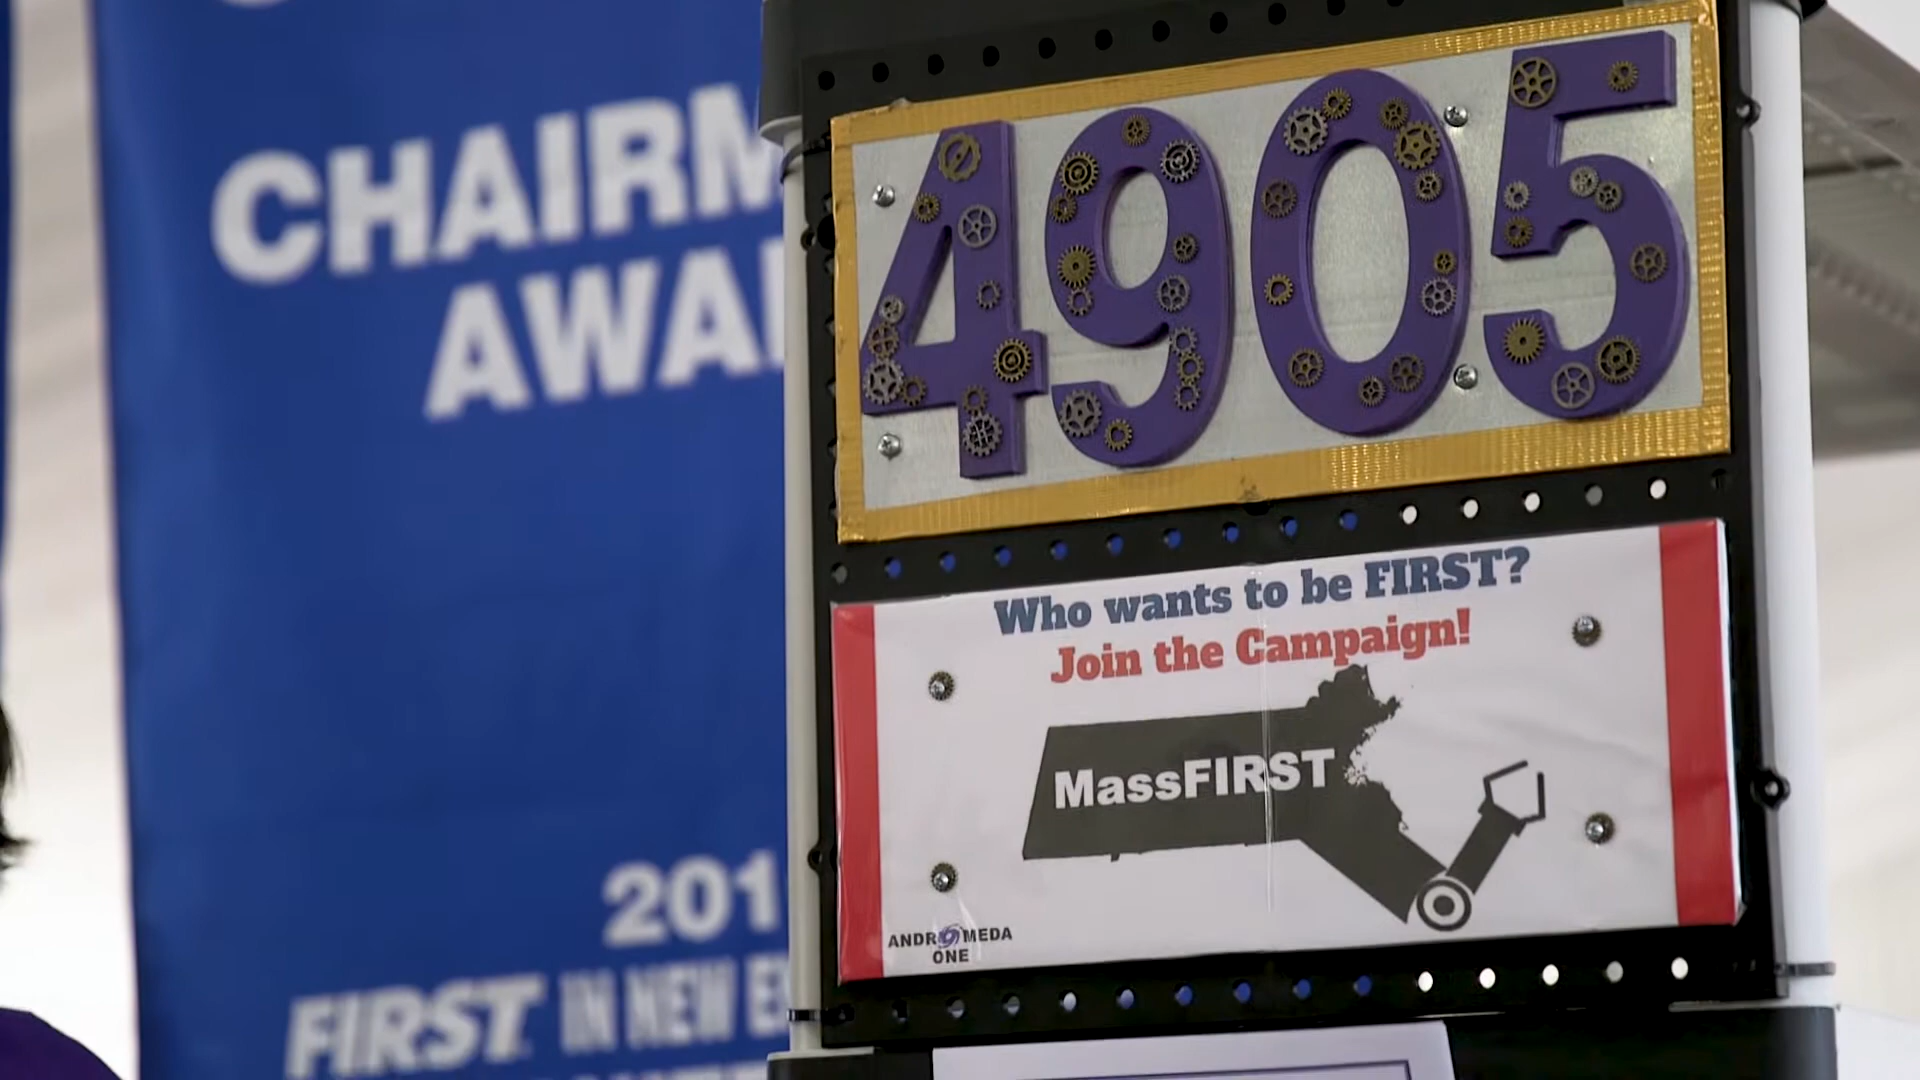 CHAIRM
AWA
201
FIRST IN NEW E
4905
Who wants to be FIRST?
Join the Campaign!
MassFIRST
ANDROMEDA
ONE